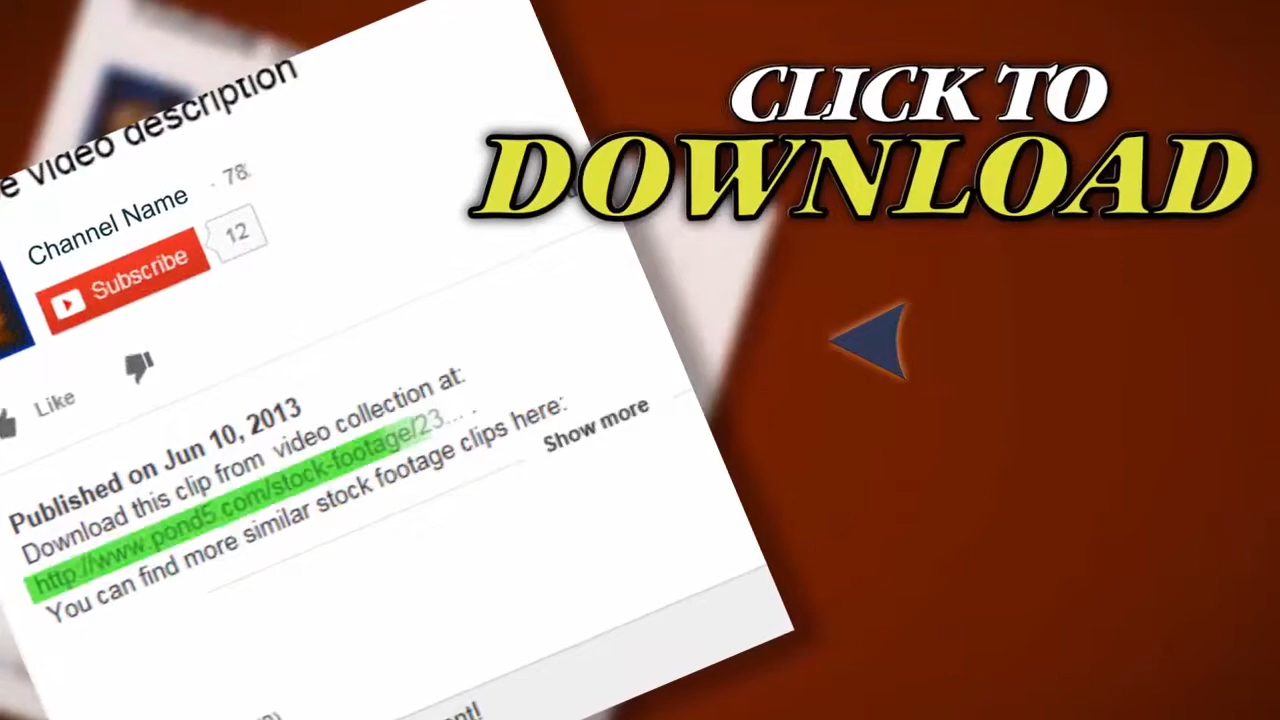 CLICK TO
DOWNLOAD
e video description
Channel Name · 78
Subscribe 12
Like
Published on Jun 10, 2013
Download this clip from video collection at:
http://www.pond5.com/stock-footage/23... .
You can find more similar stock footage clips here:
Show more